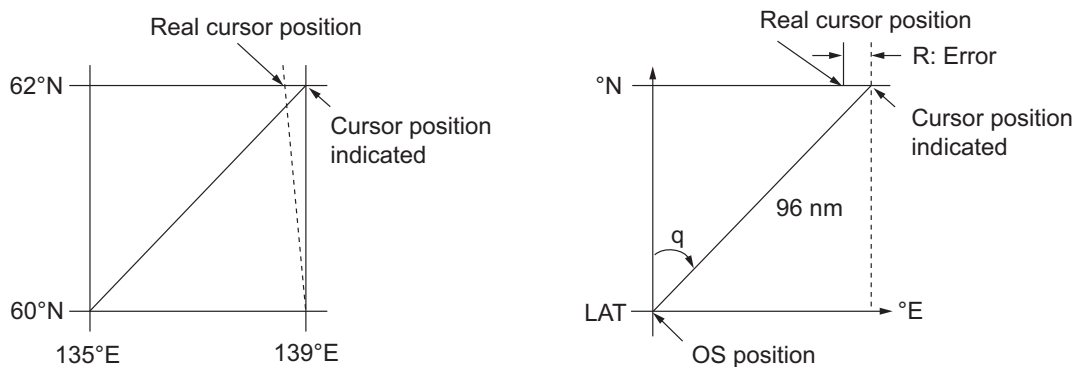 Real cursor position
62°N
Cursor position
indicated
60°N
135°E
139°E
Real cursor position
R: Error
°N
Cursor position
indicated
96 nm
q
LAT
°E
OS position